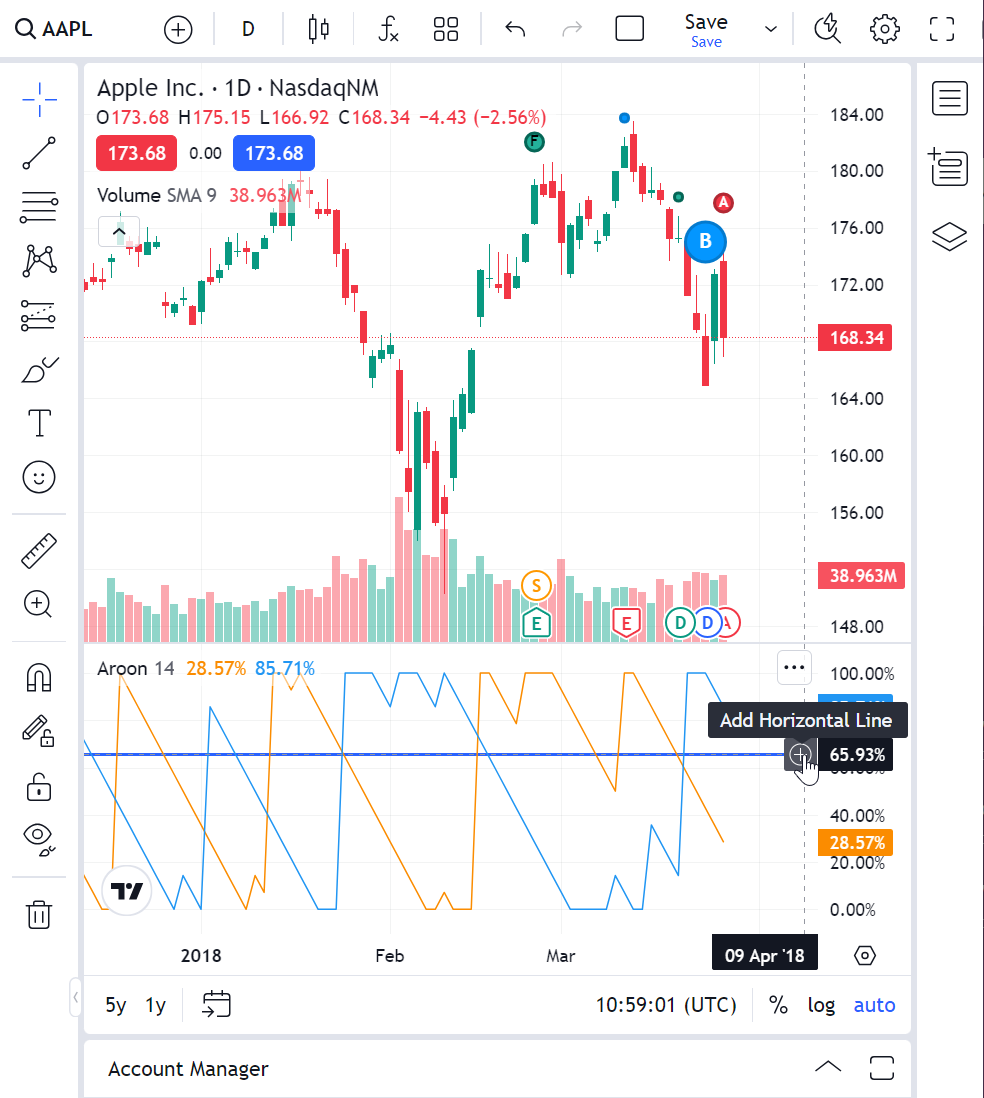 AAPL
D
Save
Save
Apple Inc. · 1D · NasdaqNM
O173.68 H175.15 L166.92 C168.34 −4.43 (−2.56%)
173.68 0.00 173.68
Volume SMA 9 38.963M
184.00
180.00
176.00
172.00
168.34
164.00
160.00
156.00
38.963M
148.00
F
A
B
S
E
E
D
D
A
Aroon 14 28.57% 85.71%
100.00%
Add Horizontal Line
65.93%
40.00%
28.57%
20.00%
0.00%
2018 Feb Mar 09 Apr '18
5y 1y 10:59:01 (UTC) % log auto
Account Manager